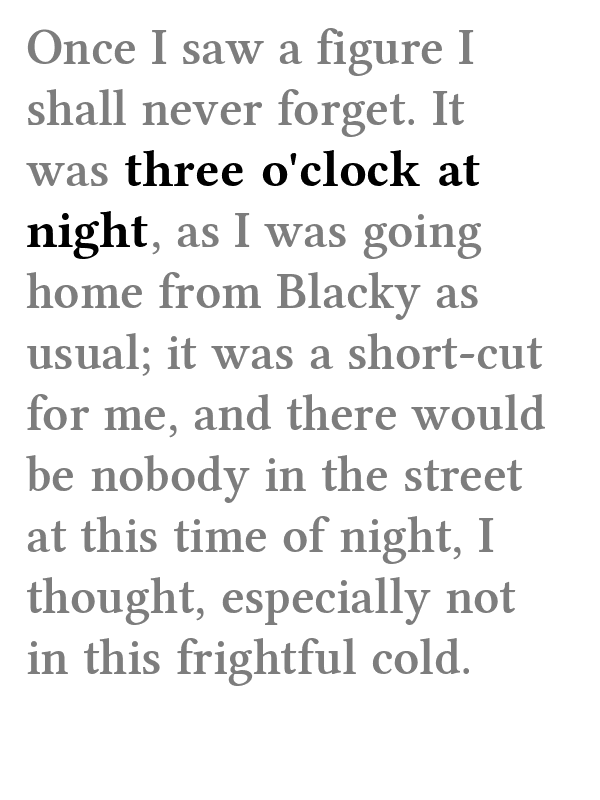 Once I saw a figure I
shall never forget. It
was three o'clock at
night, as I was going
home from Blacky as
usual; it was a short-cut
for me, and there would
be nobody in the street
at this time of night, I
thought, especially not
in this frightful cold.